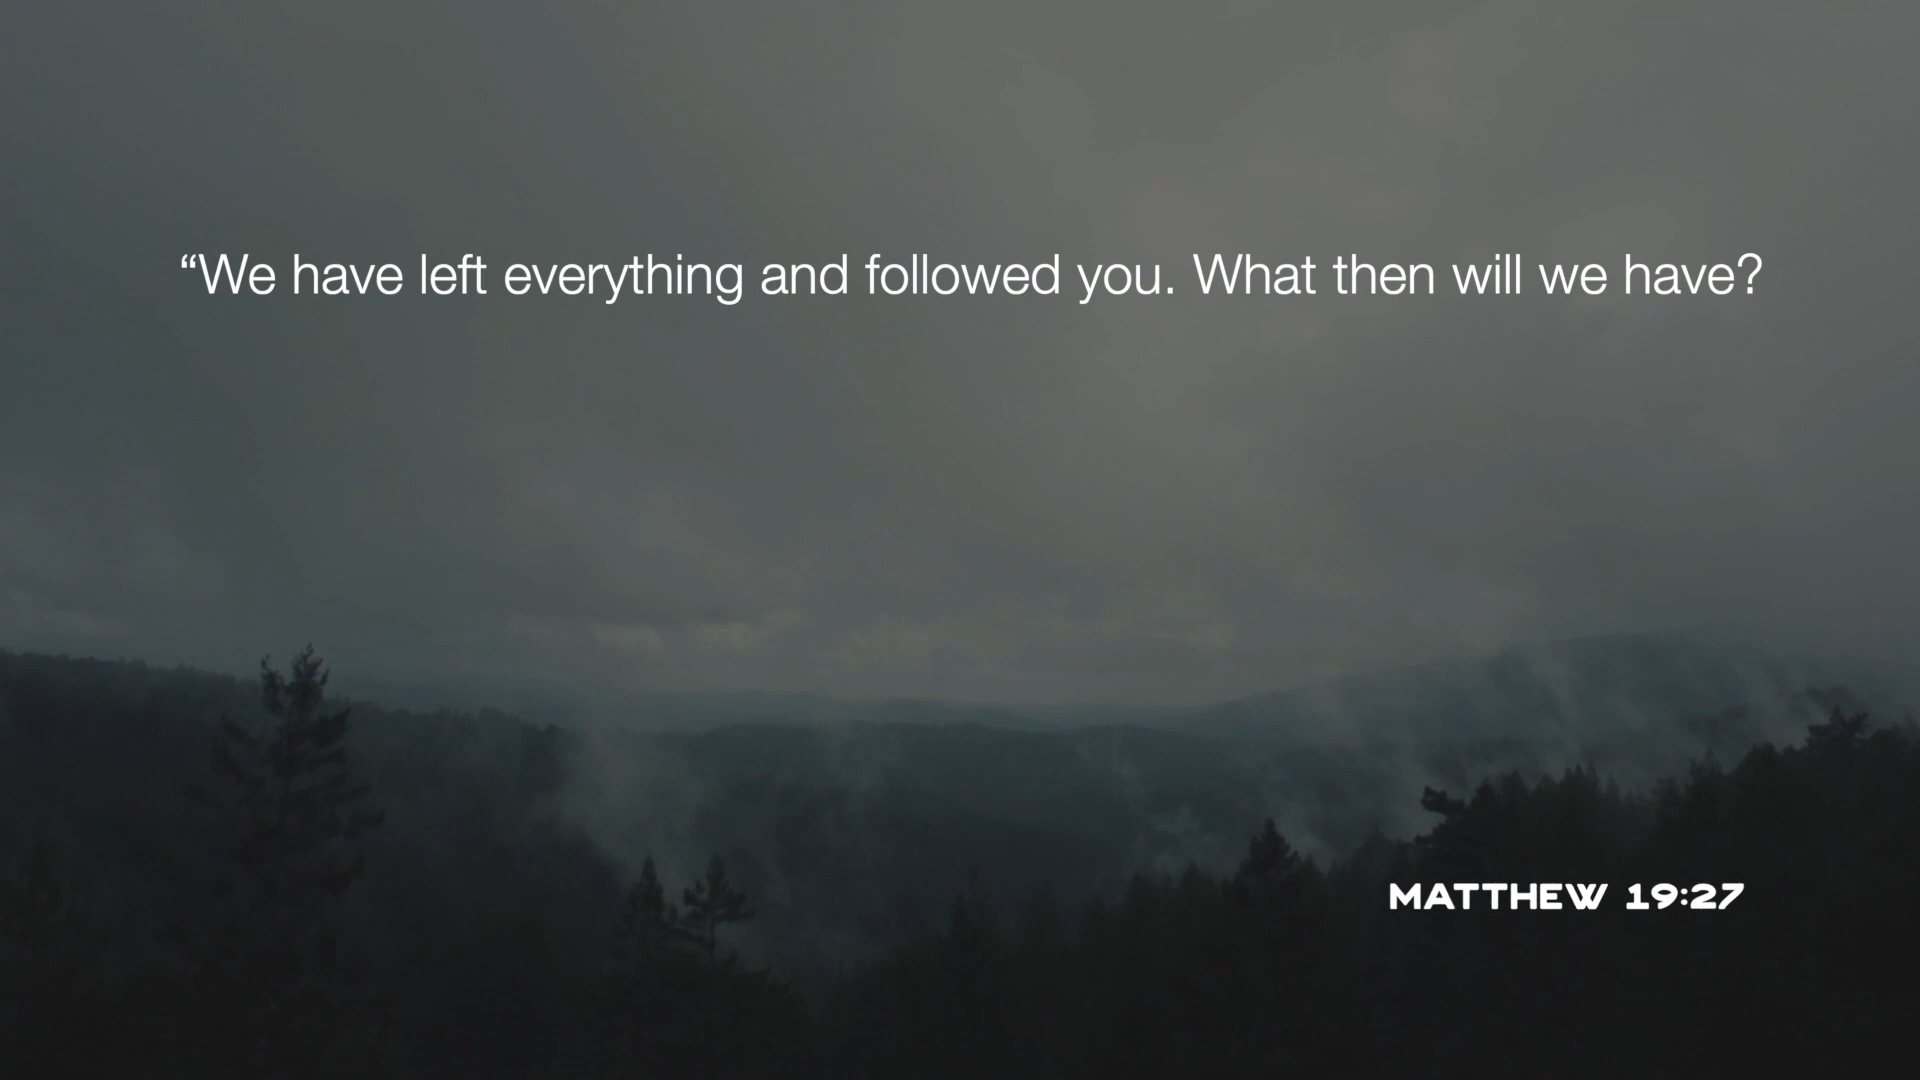 “We have left everything and followed you. What then will we have?
MATTHEW 19:27